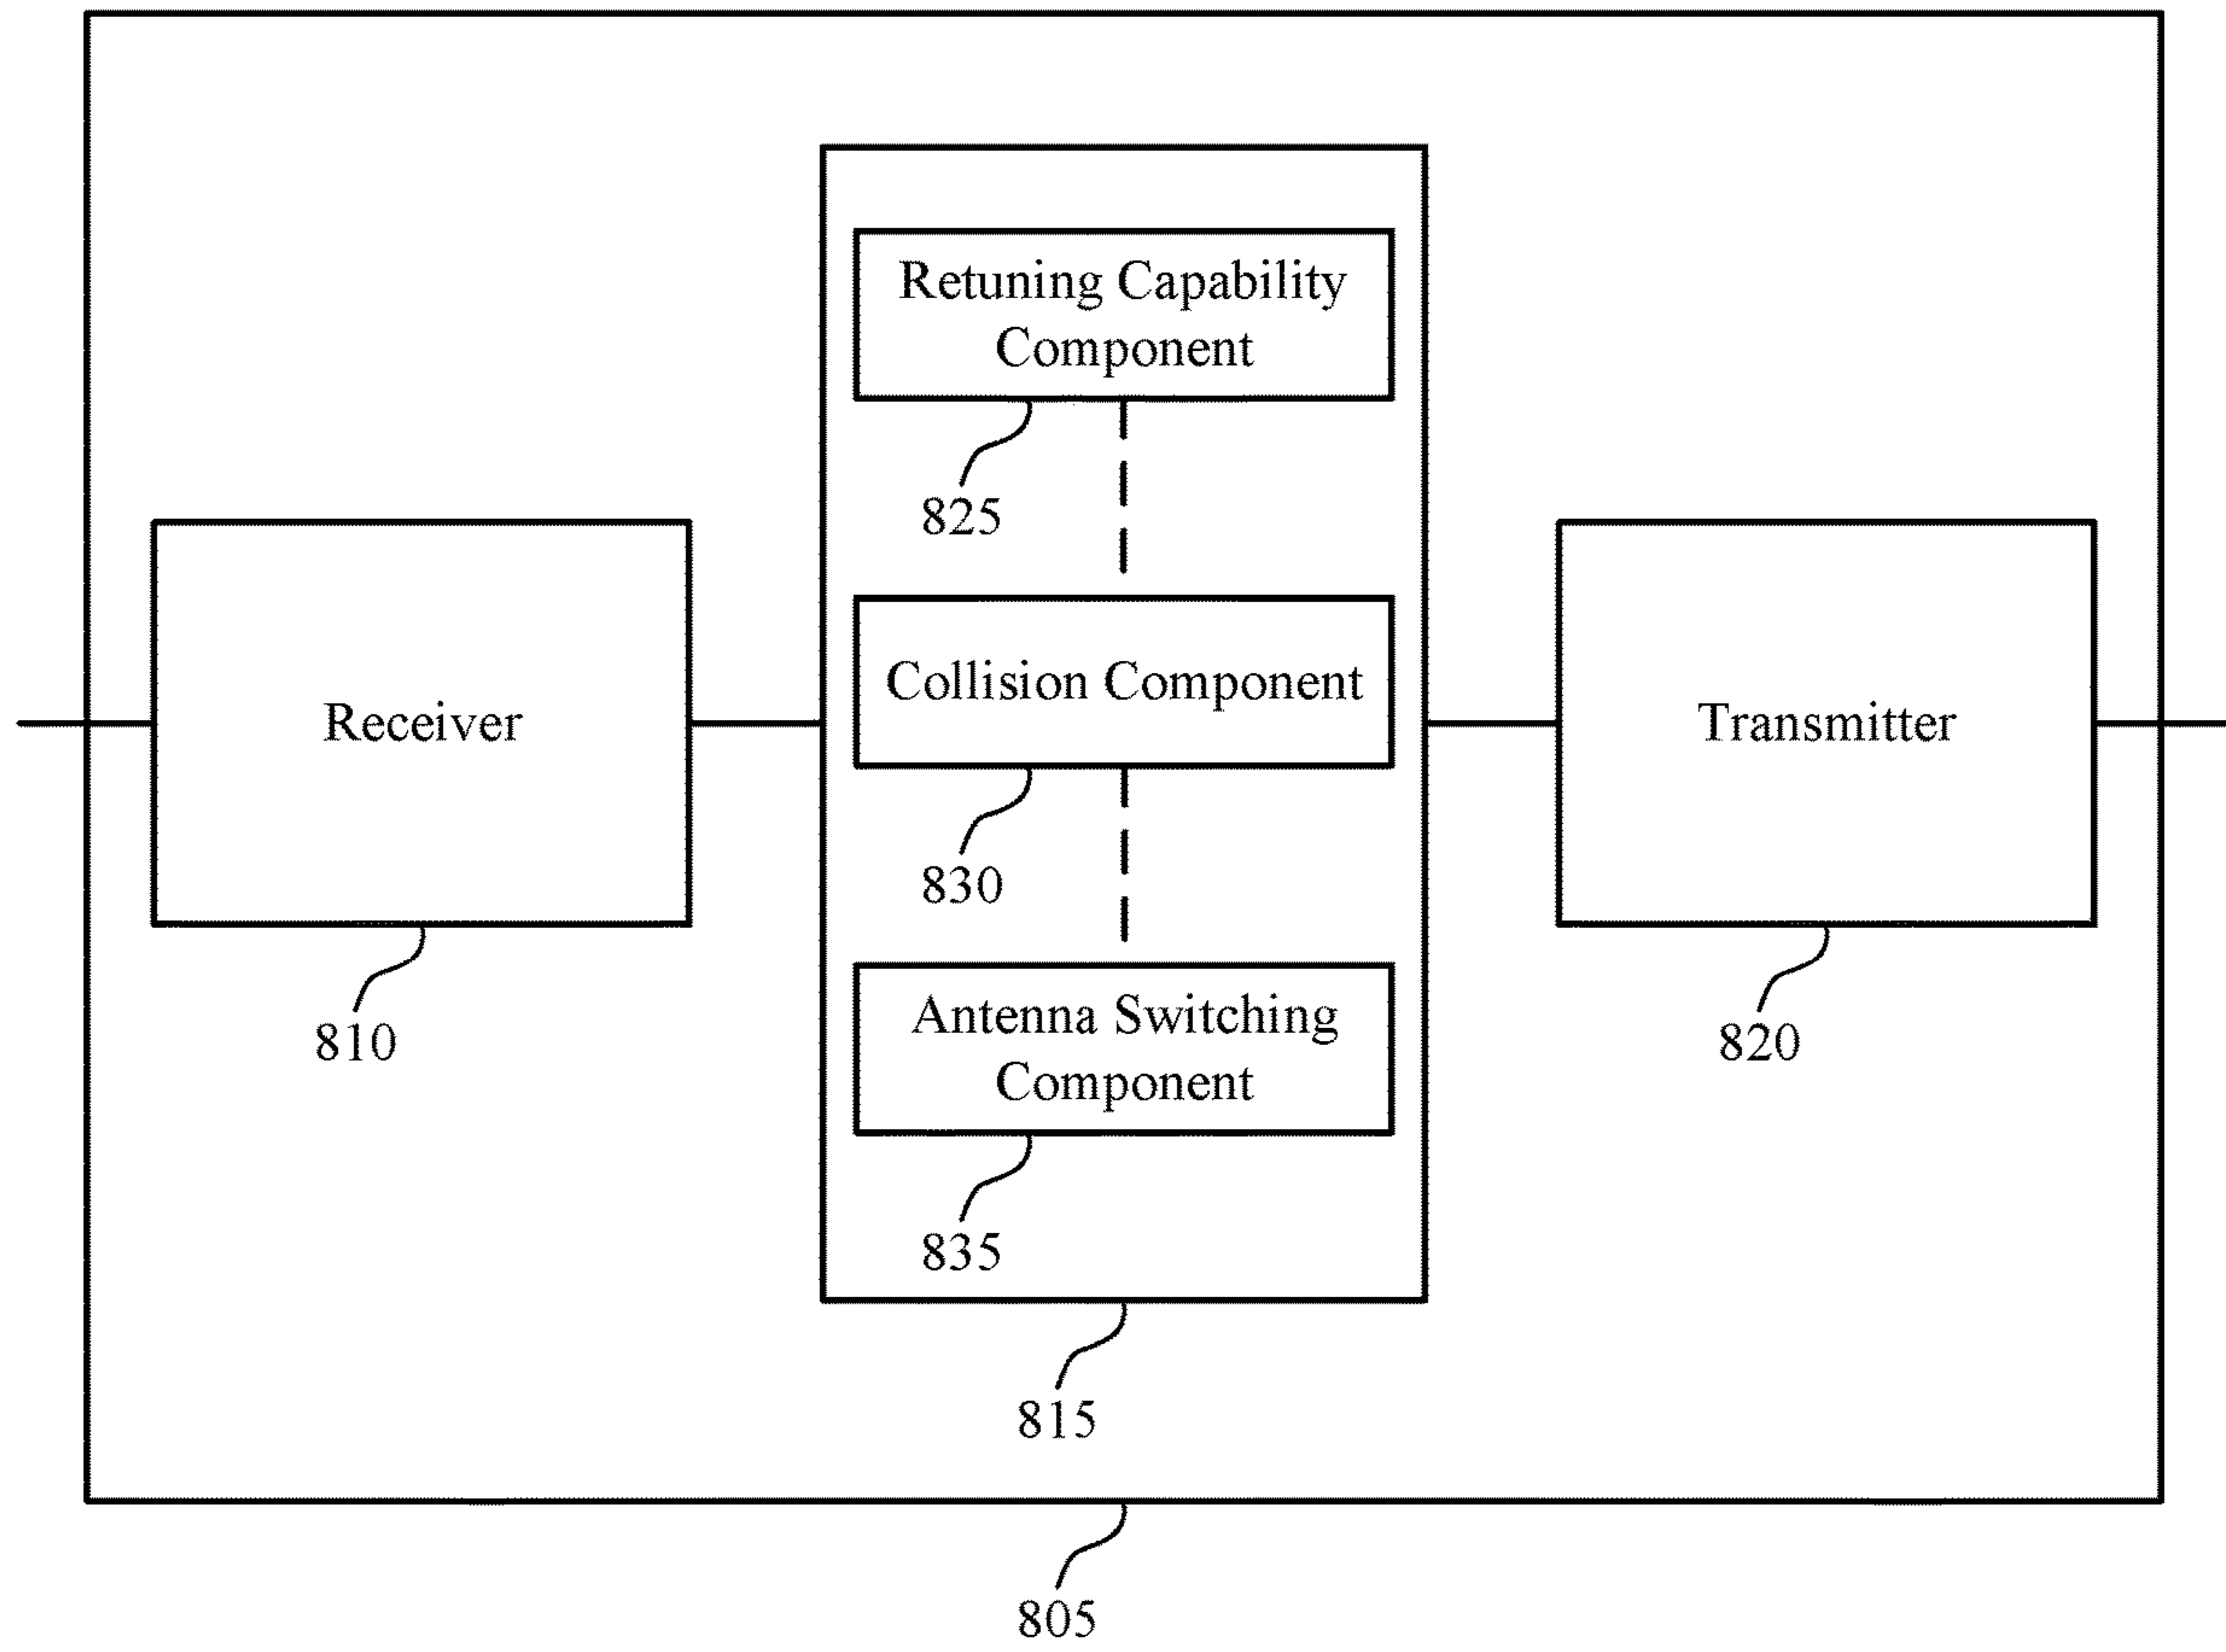 Retuning Capability
Component
825
Receiver
810
Collision Component
830
Transmitter
820
Antenna Switching
Component
835
815
805